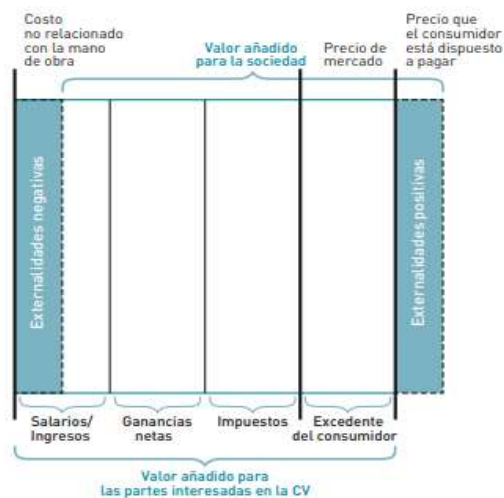 Costo
no relacionado
con la mano
de obra
Valor añadido
para la sociedad
Precio de
mercado
Precio que
el consumidor
está dispuesto
a pagar
Externalidades negativas
Externalidades positivas
Salarios/
Ingresos
Ganancias
netas
Impuestos
Excedente
del consumidor
Valor añadido para
las partes interesadas en la CV